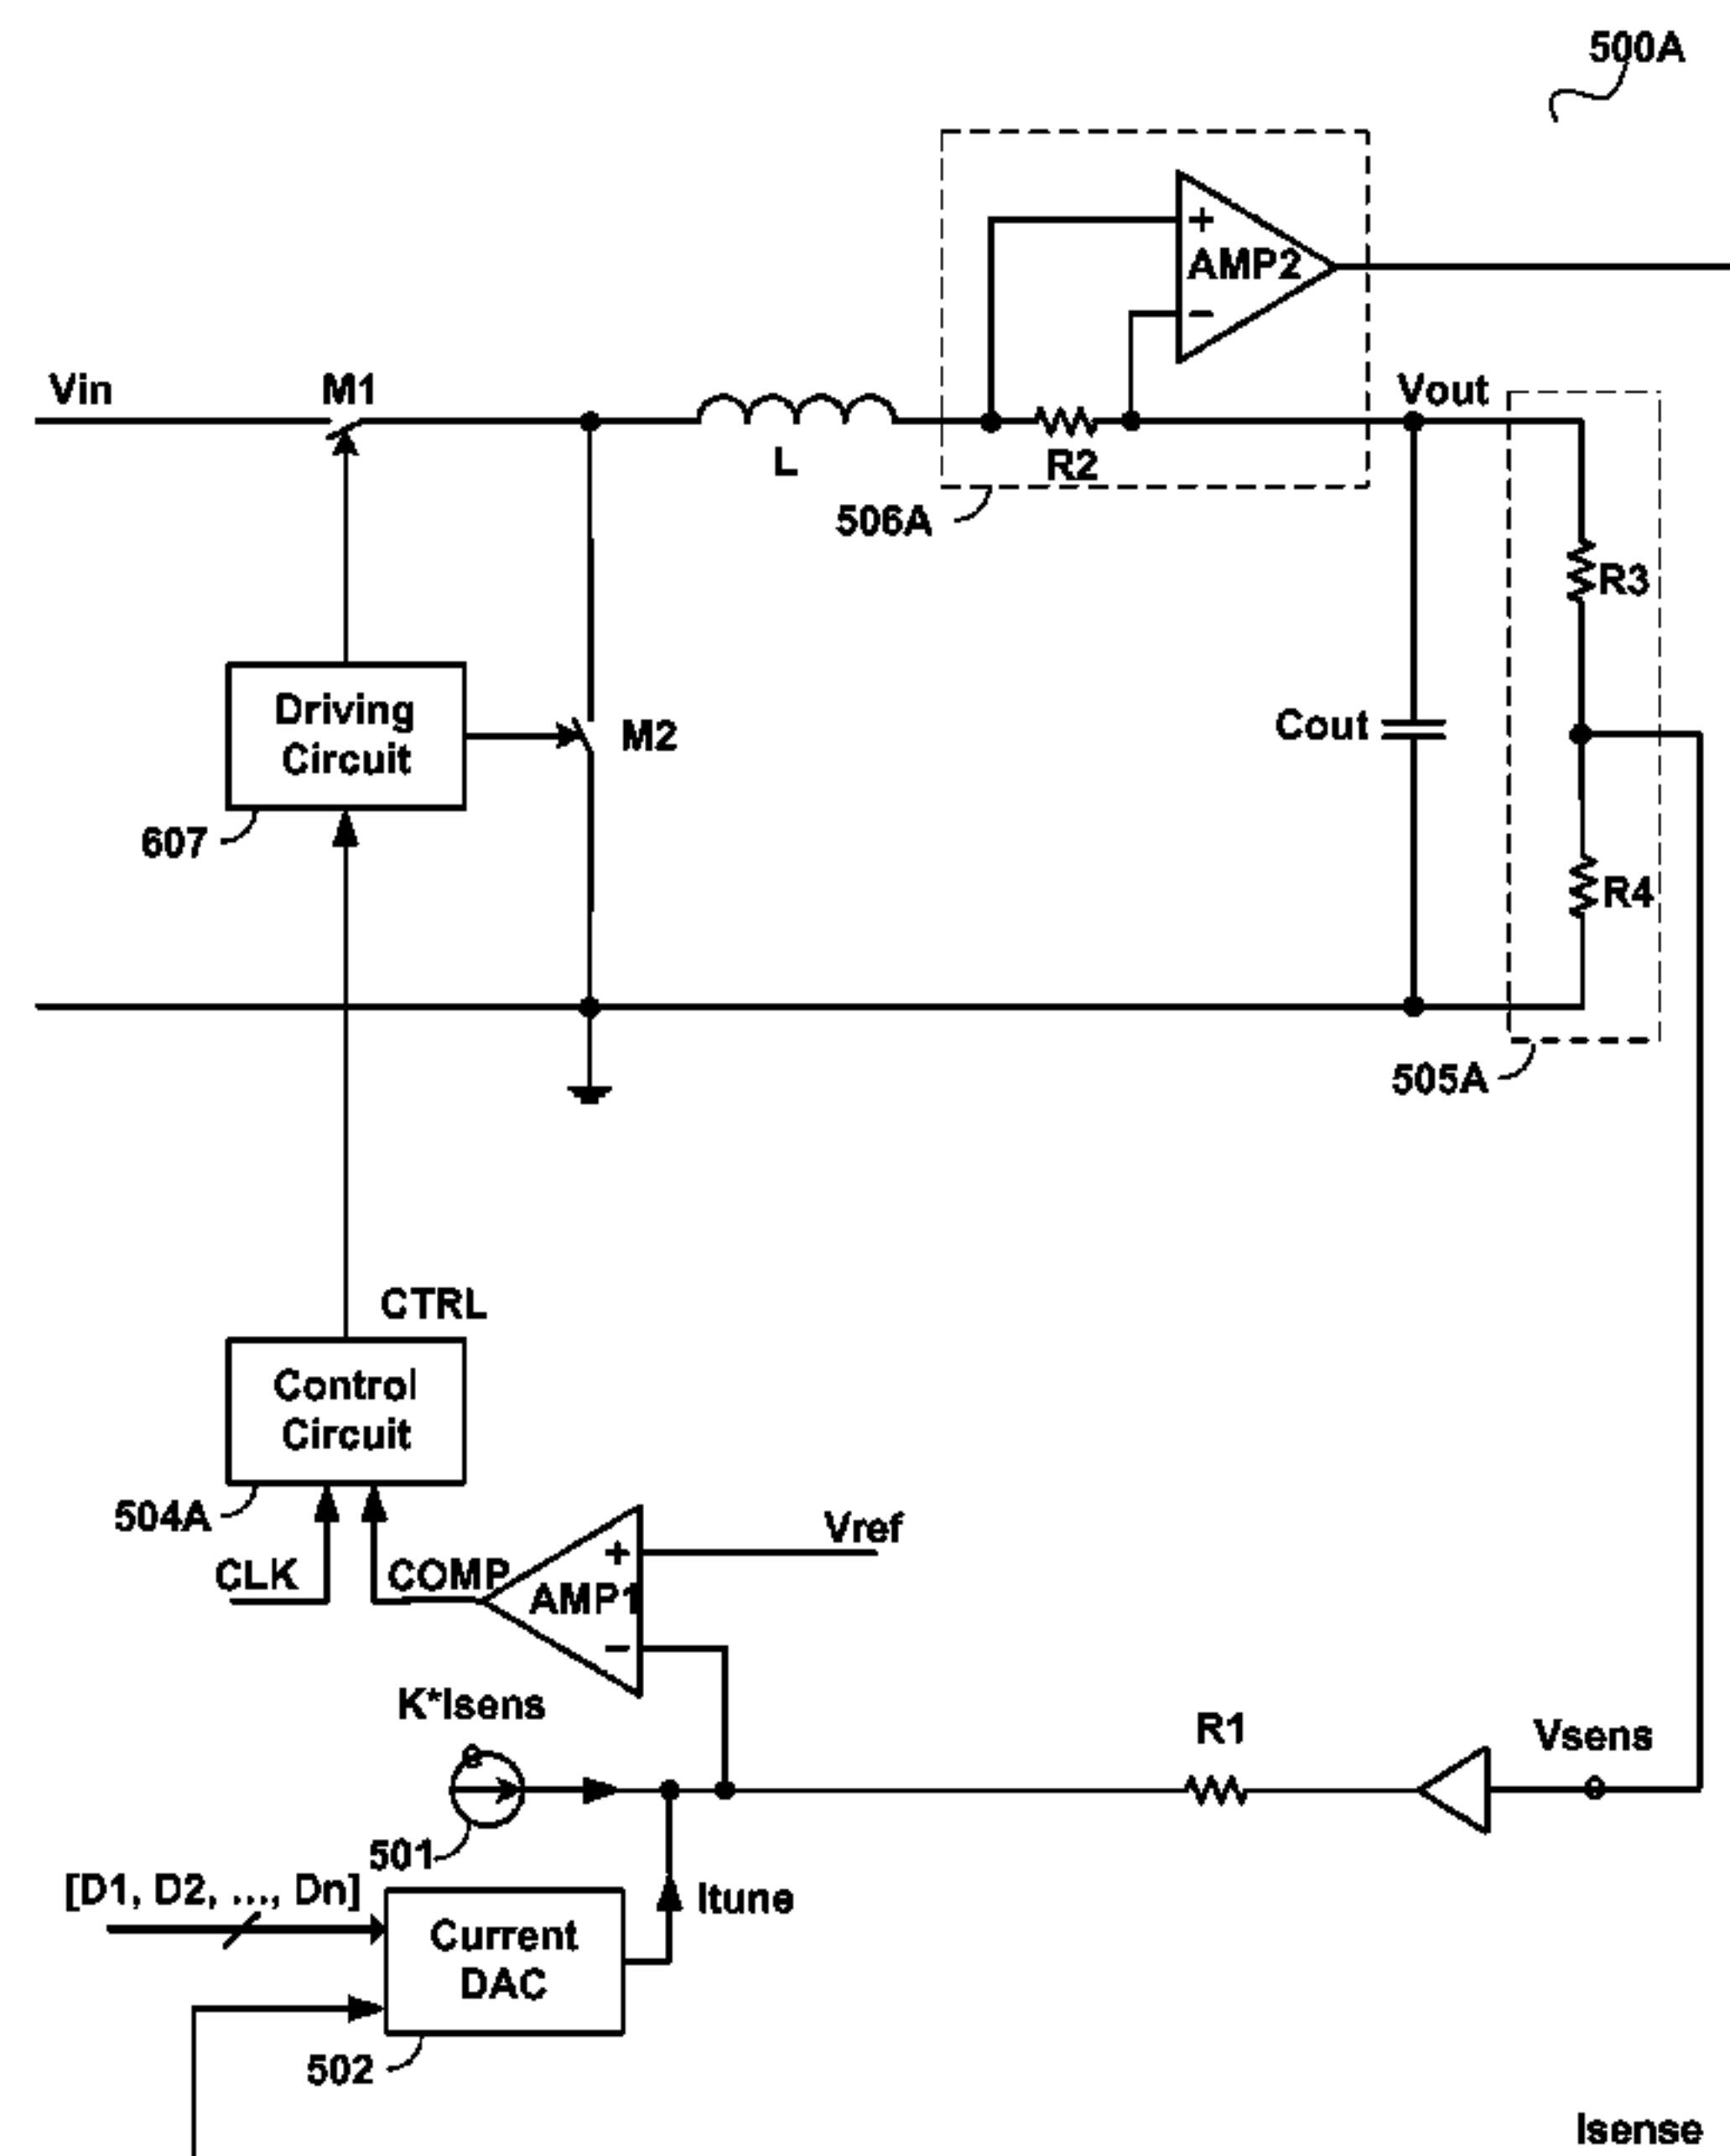 500A
+
AMP2
−
Vin
M1
Vout
L
R2
506A
R3
Driving
Circuit
M2
Cout
607
R4
505A
CTRL
Control
Circuit
504A
Vref
+
CLK
COMP
AMP1
−
K*Isens
R1
Vsens
501
[D1, D2, ..., Dn]
Itune
Current
DAC
502
Isense